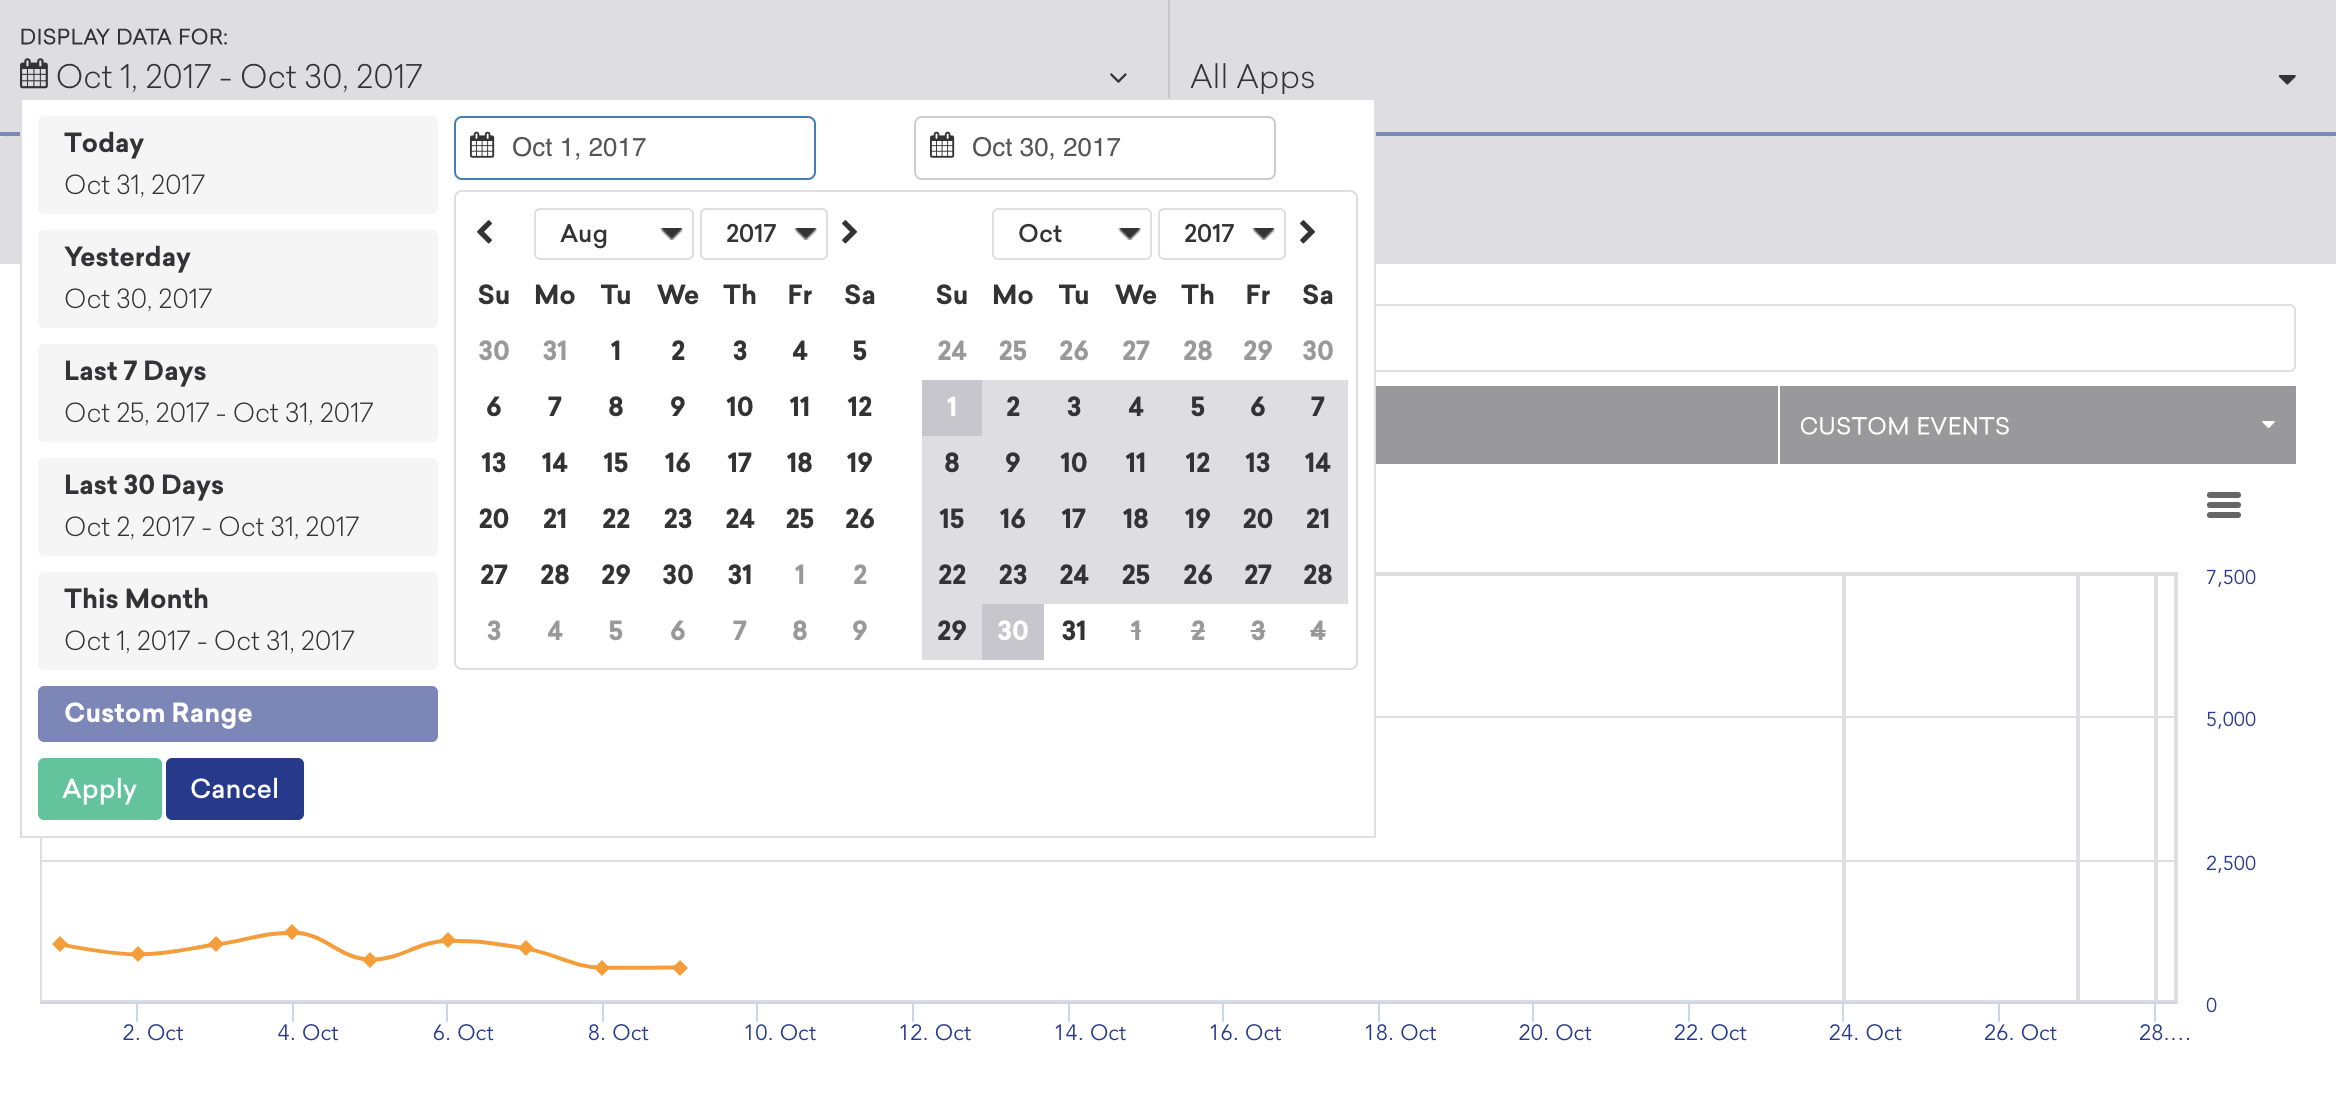 DISPLAY DATA FOR:
Oct 1, 2017 - Oct 30, 2017
All Apps
Today
Oct 31, 2017
Yesterday
Oct 30, 2017
Last 7 Days
Oct 25, 2017 - Oct 31, 2017
Last 30 Days
Oct 2, 2017 - Oct 31, 2017
This Month
Oct 1, 2017 - Oct 31, 2017
Custom Range
Apply Cancel
Oct 1, 2017
Aug 2017
Su Mo Tu We Th Fr Sa
30 31 1 2 3 4 5
6 7 8 9 10 11 12
13 14 15 16 17 18 19
20 21 22 23 24 25 26
27 28 29 30 31 1 2
3 4 5 6 7 8 9
Oct 30, 2017
Oct 2017
Su Mo Tu We Th Fr Sa
24 25 26 27 28 29 30
1 2 3 4 5 6 7
8 9 10 11 12 13 14
15 16 17 18 19 20 21
22 23 24 25 26 27 28
29 30 31 1 2 3 4
CUSTOM EVENTS
7,500
5,000
2,500
0
2. Oct 4. Oct 6. Oct 8. Oct 10. Oct 12. Oct 14. Oct 16. Oct 18. Oct 20. Oct 22. Oct 24. Oct 26. Oct 28.…